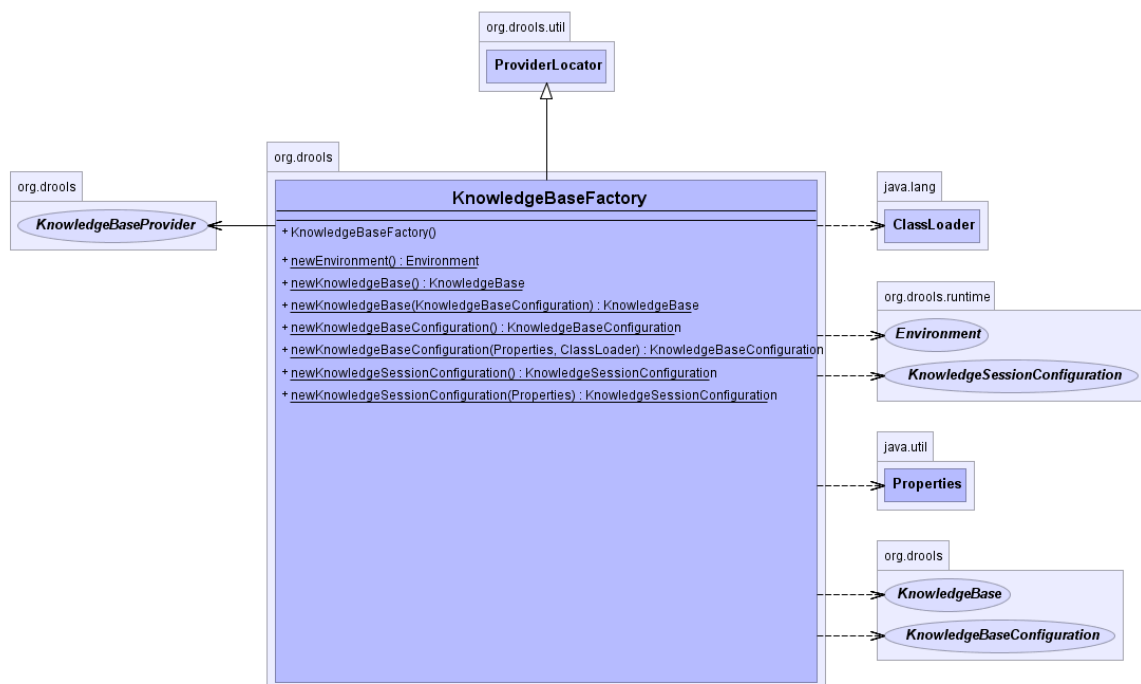 org.drools.util
ProviderLocator
org.drools
org.drools
KnowledgeBaseProvider
KnowledgeBaseFactory
+ KnowledgeBaseFactory()
+ newEnvironment() : Environment
+ newKnowledgeBase() : KnowledgeBase
+ newKnowledgeBase(KnowledgeBaseConfiguration) : KnowledgeBase
+ newKnowledgeBaseConfiguration() : KnowledgeBaseConfiguration
+ newKnowledgeBaseConfiguration(Properties, ClassLoader) : KnowledgeBaseConfiguration
+ newKnowledgeSessionConfiguration() : KnowledgeSessionConfiguration
+ newKnowledgeSessionConfiguration(Properties) : KnowledgeSessionConfiguration
java.lang
ClassLoader
org.drools.runtime
Environment
KnowledgeSessionConfiguration
java.util
Properties
org.drools
KnowledgeBase
KnowledgeBaseConfiguration